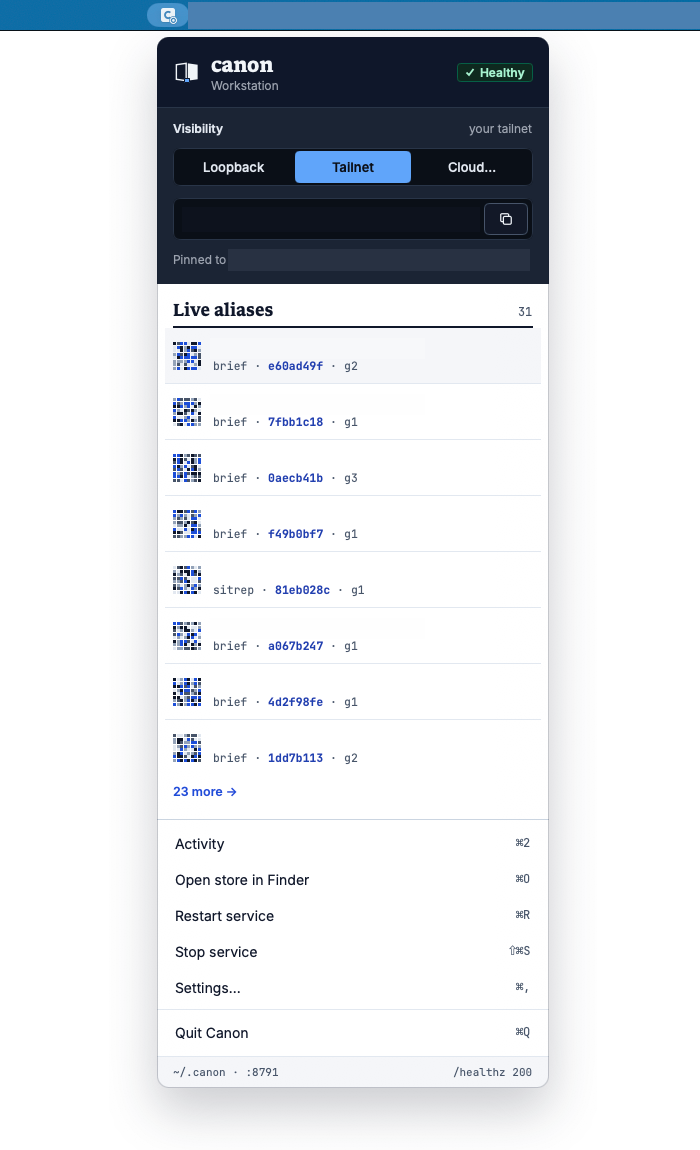 C
canon
Workstation
✓ Healthy
Visibility
your tailnet
Loopback
Tailnet
Cloud...
Pinned to
Live aliases
31
brief · e60ad49f · g2
brief · 7fbb1c18 · g1
brief · 0aecb41b · g3
brief · f49b0bf7 · g1
sitrep · 81eb028c · g1
brief · a067b247 · g1
brief · 4d2f98fe · g1
brief · 1dd7b113 · g2
23 more →
Activity ⌘2
Open store in Finder ⌘O
Restart service ⌘R
Stop service ⇧⌘S
Settings... ⌘,
Quit Canon ⌘Q
~/.canon · :8791
/healthz 200